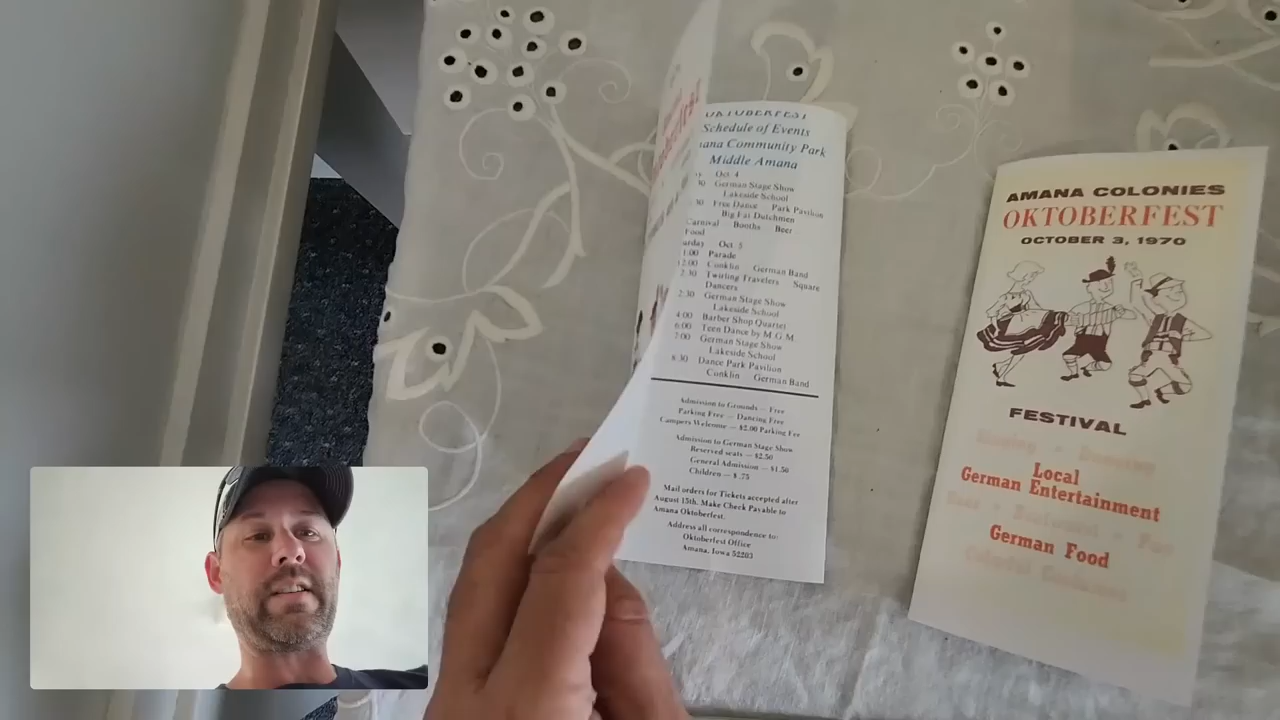 OKTOBERFEST
Schedule of Events
ana Community Park
Middle Amana
Oct. 4
30 German Stage Show
Lakeside School
30 Free Dance Park Pavilion
Big Fat Dutchmen
Carnival Booths Beer
Food
urday Oct. 5
1:00 Parade
12:00 Conklin German Band
2:30 Twirling Travelers Square
Dancers
2:30 German Stage Show
Lakeside School
4:00 Barber Shop Quartet
6:00 Teen Dance by M.G.M.
7:00 German Stage Show
Lakeside School
8:30 Dance Park Pavilion
Conklin German Band
Admission to Grounds — Free
Parking Free — Dancing Free
Campers Welcome — $2.00 Parking Fee
Admission to German Stage Show
Reserved seats — $2.50
General Admission — $1.50
Children — $.75
Mail orders for Tickets accepted after
August 15th. Make Check Payable to
Amana Oktoberfest.
Address all correspondence to:
Oktoberfest Office
Amana, Iowa 52203
AMANA COLONIES
OKTOBERFEST
OCTOBER 3, 1970
FESTIVAL
Dancing
Local
German Entertainment
German Food